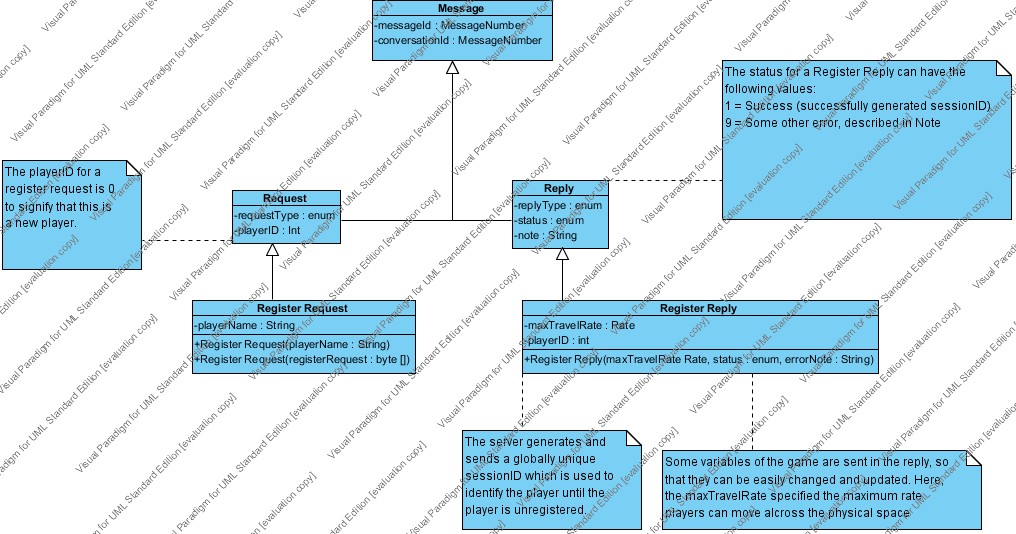 Message
-messageId : MessageNumber
-conversationId : MessageNumber
The status for a Register Reply can have the
following values:
1 = Success (successfully generated sessionID)
9 = Some other error, described in Note
The playerID for a
register request is 0
to signify that this is
a new player.
Request
-requestType : enum
-playerID : Int
Reply
-replyType : enum
-status : enum
-note : String
Register Request
-playerName : String
+Register Request(playerName : String)
+Register Request(registerRequest : byte [])
Register Reply
-maxTravelRate : Rate
-playerID : int
+Register Reply(maxTravelRate Rate, status : enum, errorNote : String)
The server generates and
sends a globally unique
sessionID which is used to
identify the player until the
player is unregistered.
Some variables of the game are sent in the reply, so
that they can be easily changed and updated. Here,
the maxTravelRate specified the maximum rate
players can move alcross the physical space
Visual Paradigm for UML Standard Edition [evaluation copy]